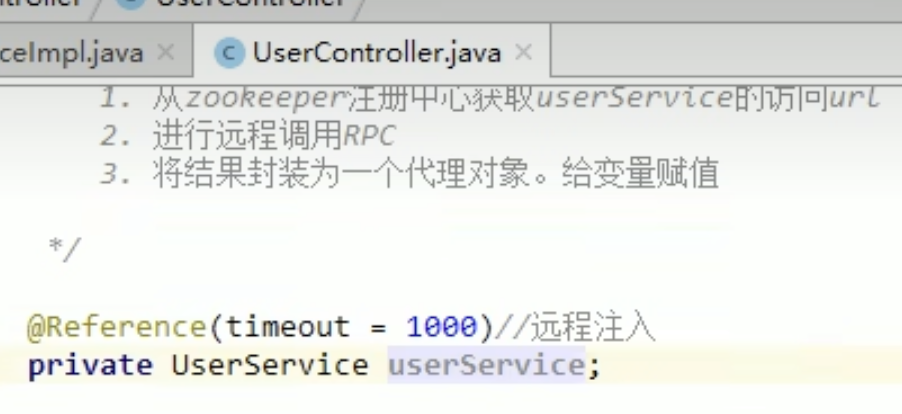 ntroller UserController
ceImpl.java × UserController.java ×
1. 从zookeeper注册中心获取userService的访问url
2. 进行远程调用RPC
3. 将结果封装为一个代理对象。给变量赋值
*/
@Reference(timeout = 1000)//远程注入
private UserService userService;